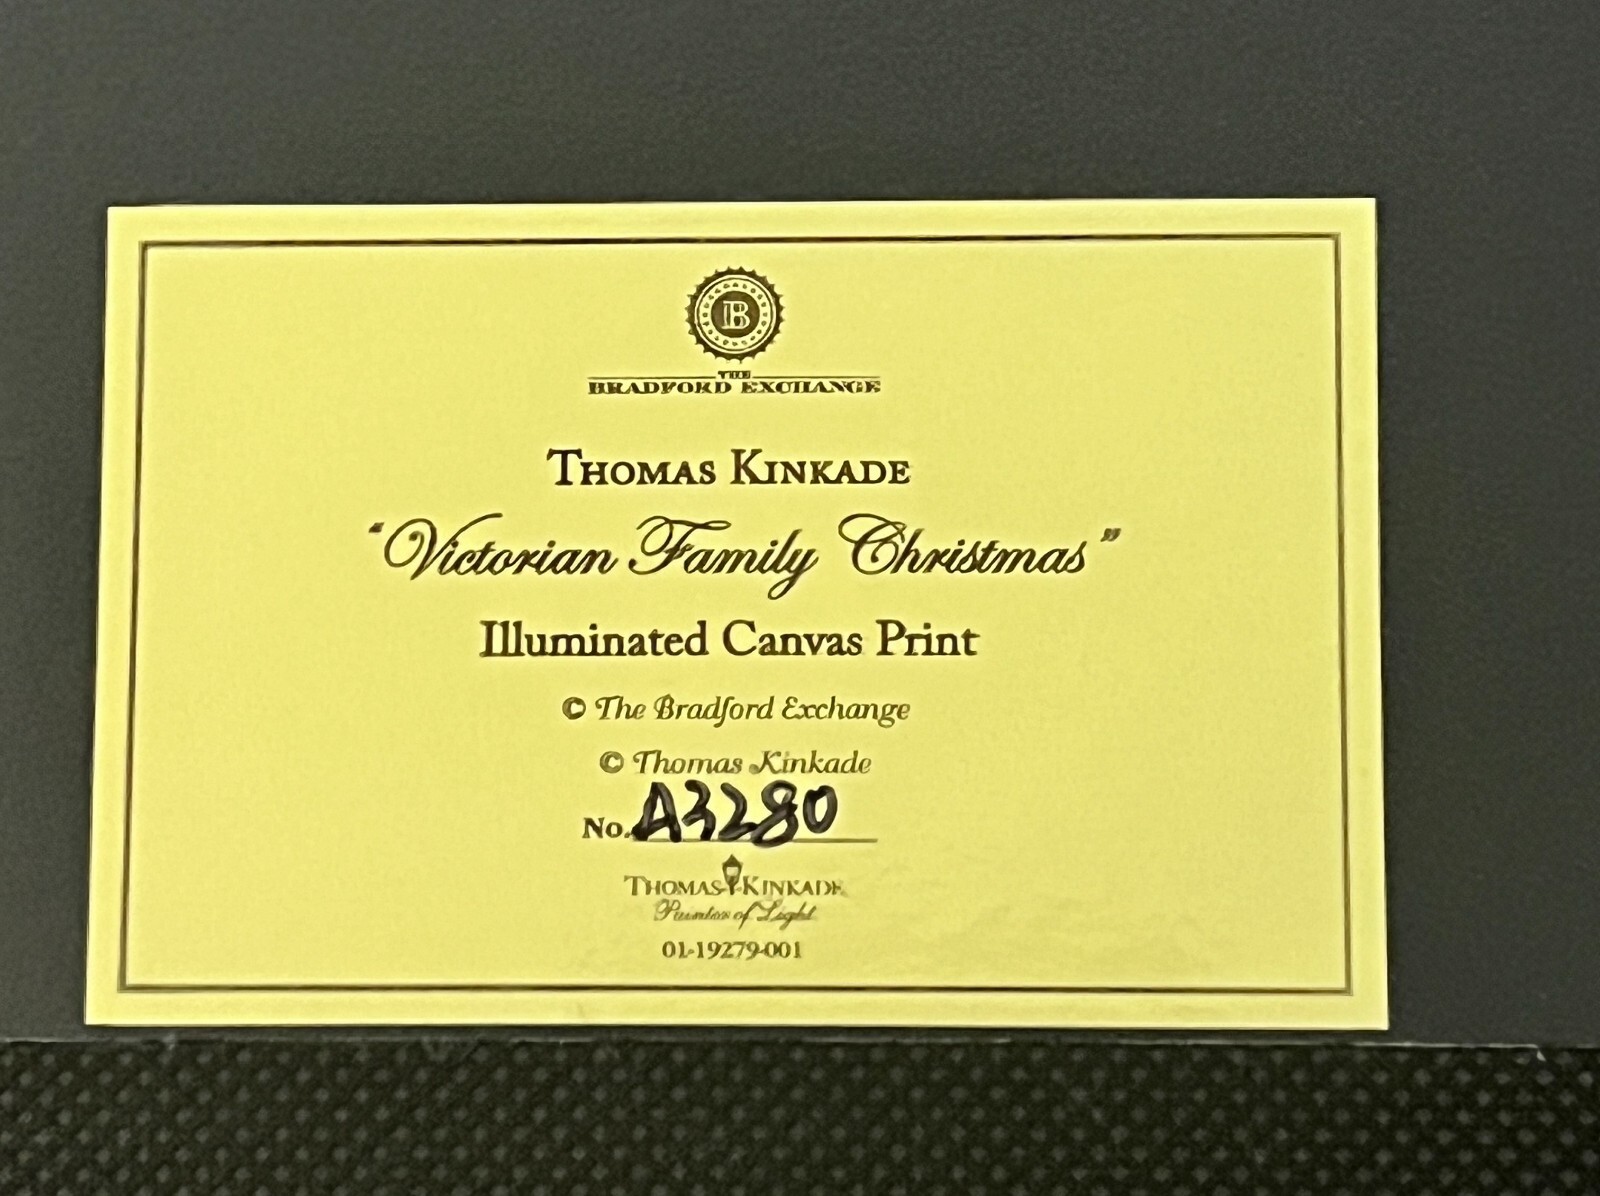 B
THE
BRADFORD EXCHANGE
THOMAS KINKADE
"Victorian Family Christmas"
Illuminated Canvas Print
© The Bradford Exchange
© Thomas Kinkade
No. A3280
THOMAS KINKADE
Painter of Light
01-19279-001